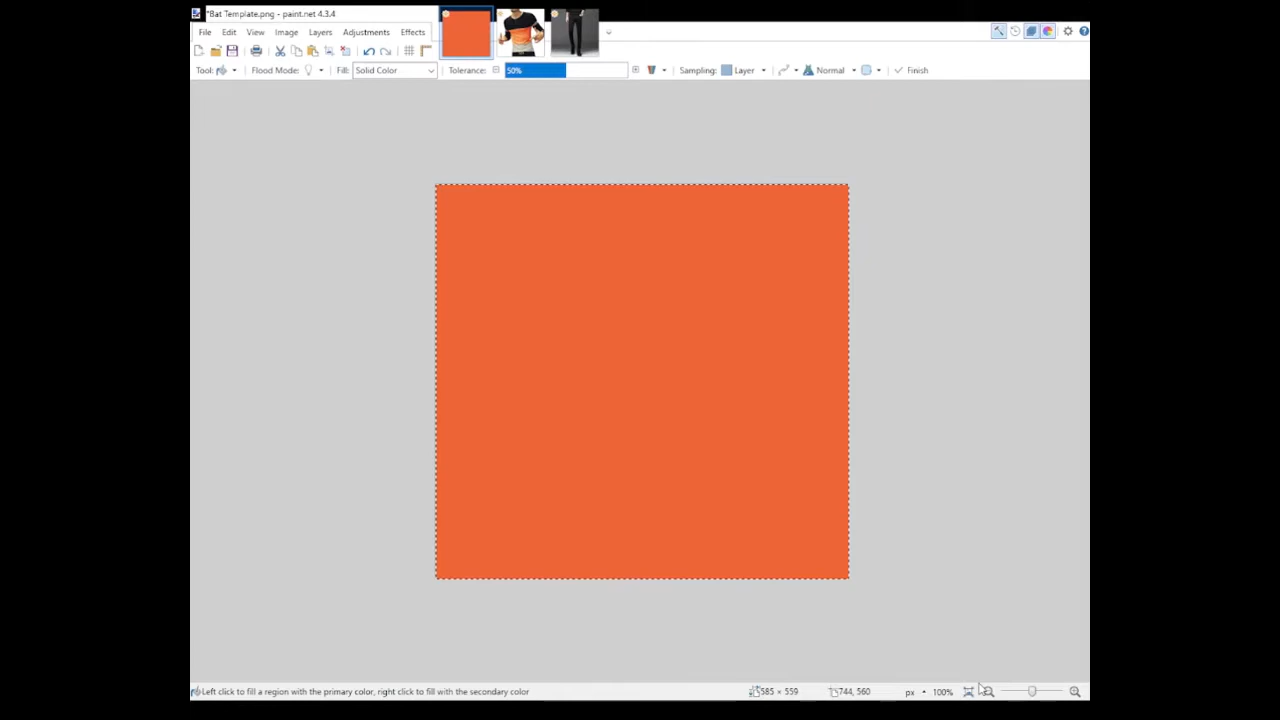 *Bat Template.png - paint.net 4.3.4
File Edit View Image Layers Adjustments Effects
Tool: Flood Mode: Fill: Solid Color Tolerance: 50% Sampling: Layer Normal Finish
Left click to fill a region with the primary color, right click to fill with the secondary color 585 × 559 744, 560 px 100%